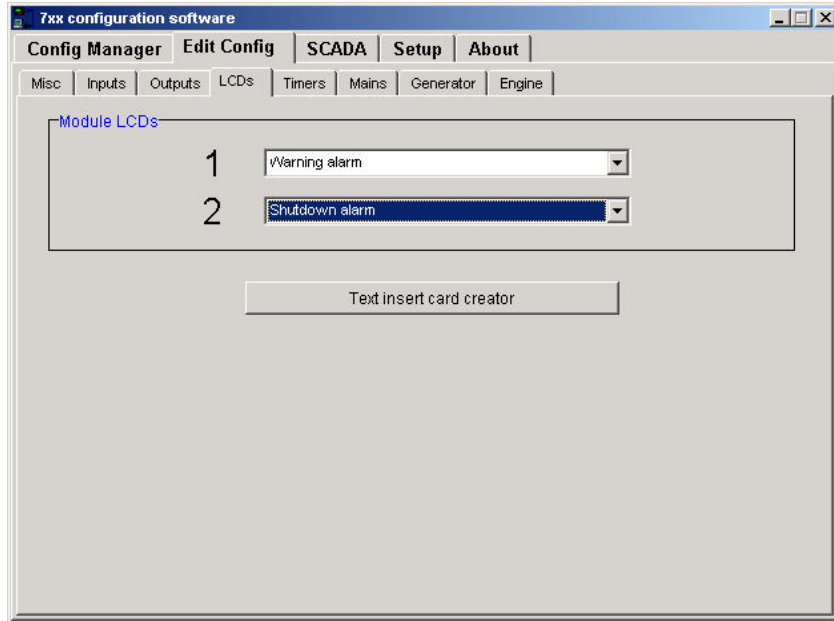 7xx configuration software
Config Manager Edit Config SCADA Setup About
Misc Inputs Outputs LCDs Timers Mains Generator Engine
Module LCDs
1 Warning alarm
2 Shutdown alarm
Text insert card creator